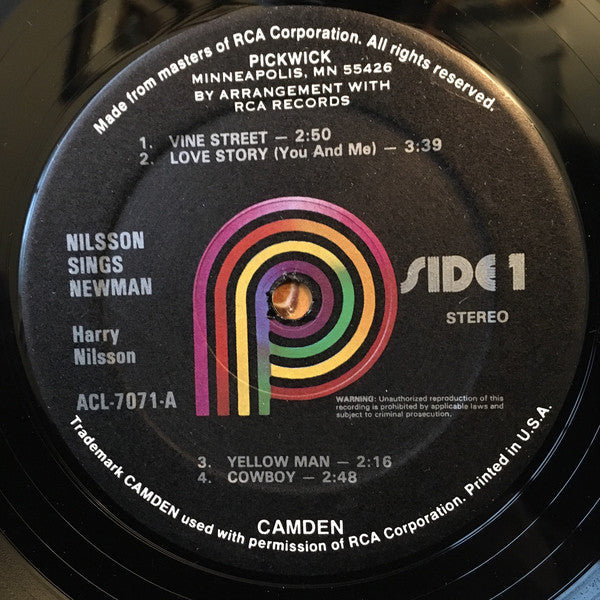 Made from masters of RCA Corporation. All rights reserved.
PICKWICK
MINNEAPOLIS, MN 55426
BY ARRANGEMENT WITH
RCA RECORDS
1. VINE STREET — 2:50
2. LOVE STORY (You And Me) — 3:39
NILSSON
SINGS
NEWMAN
Harry
Nilsson
ACL-7071-A
SIDE 1
STEREO
WARNING: Unauthorized reproduction of this
recording is prohibited by applicable laws and
subject to criminal prosecution.
3. YELLOW MAN — 2:16
4. COWBOY — 2:48
CAMDEN
Trademark CAMDEN used with permission of RCA Corporation. Printed in U.S.A.